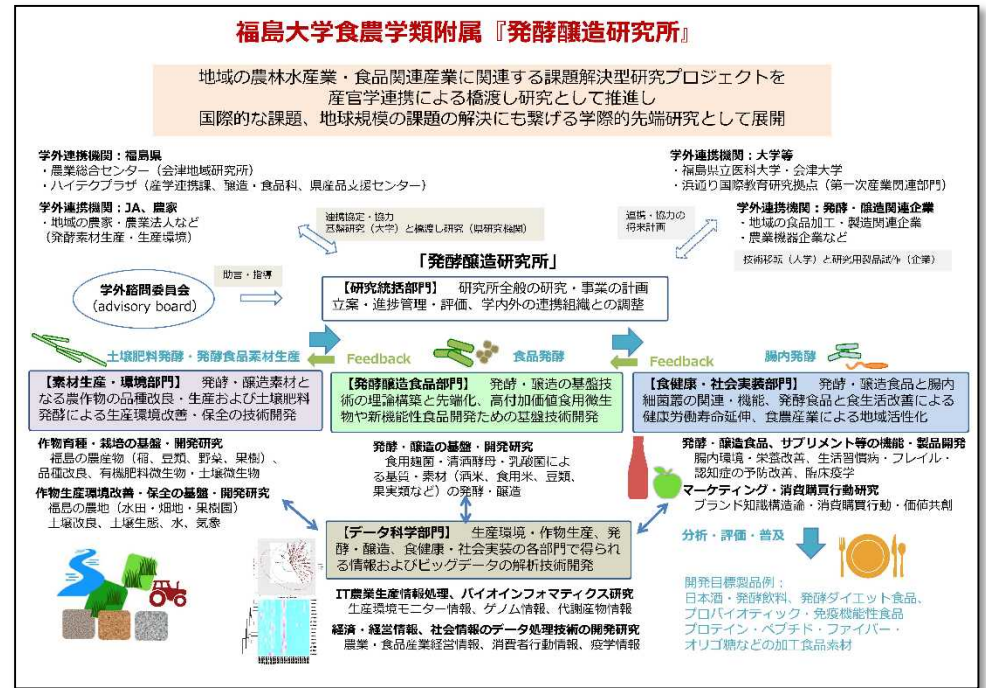 福島大学食農学類附属『発酵醸造研究所』
地域の農林水産業・食品関連産業に関連する課題解決型研究プロジェクトを
産官学連携による橋渡し研究として推進し
国際的な課題、地球規模の課題の解決にも繋げる学際的先端研究として展開
学外連携機関：福島県
・農業総合センター（会津地域研究所）
・ハイテクプラザ（産学連携課、醸造・食品科、県産品支援センター）
学外連携機関：JA、農家
・地域の農家・農業法人など
（発酵素材生産・生産環境）
連携協定・協力
基盤研究（大学）と橋渡し研究（県研究機関）
学外連携機関：大学等
・福島県立医科大学・会津大学
・浜通り国際教育研究拠点（第一次産業関連部門）
連携・協力の
将来計画
学外連携機関：発酵・醸造関連企業
・地域の食品加工・製造関連企業
・農業機器企業など
技術移転（大学）と研究用製品試作（企業）
学外諮問委員会
(advisory board)
助言・指導
「発酵醸造研究所」
【研究統括部門】 研究所全般の研究・事業の計画
立案・進捗管理・評価、学内外の連携組織との調整
土壌肥料発酵・発酵食品素材生産
Feedback
食品発酵
Feedback
腸内発酵
【素材生産・環境部門】 発酵・醸造素材と
なる農作物の品種改良・生産および土壌肥料
発酵による生産環境改善・保全の技術開発
【発酵醸造食品部門】 発酵・醸造の基盤技
術の理論構築と先端化、高付加価値食用微生
物や新機能性食品開発ための基盤技術開発
【食健康・社会実装部門】 発酵・醸造食品と腸内
細菌叢の関連・機能、発酵食品と食生活改善による
健康労働寿命延伸、食農産業による地域活性化
作物育種・栽培の基盤・開発研究
福島の農産物（稲、豆類、野菜、果樹）、
品種改良、有機肥料微生物・土壌微生物
作物生産環境改善・保全の基盤・開発研究
福島の農地（水田・畑地・果樹園）
土壌改良、土壌生態、水、気象
発酵・醸造の基盤・開発研究
食用麹菌・清酒酵母・乳酸菌によ
る基質・素材（酒米、食用米、豆類、
果実類など）の発酵・醸造
発酵・醸造食品、サプリメント等の機能・製品開発
腸内環境・栄養改善、生活習慣病・フレイル・
認知症の予防改善、臨床疫学
マーケティング・消費購買行動研究
ブランド知識構造論・消費購買行動・価値共創
【データ科学部門】 生産環境・作物生産、発
酵・醸造、食健康・社会実装の各部門で得られ
る情報およびビッグデータの解析技術開発
IT農業生産情報処理、バイオインフォマティクス研究
生産環境モニター情報、ゲノム情報、代謝産物情報
経済・経営情報、社会情報のデータ処理技術の開発研究
農業・食品産業経営情報、消費者行動情報、疫学情報
分析・評価・普及
開発目標製品例：
日本酒・発酵飲料、発酵ダイエット食品、
プロバイオティック・免疫機能性食品
プロテイン・ペプチド・ファイバー・
オリゴ糖などの加工食品素材